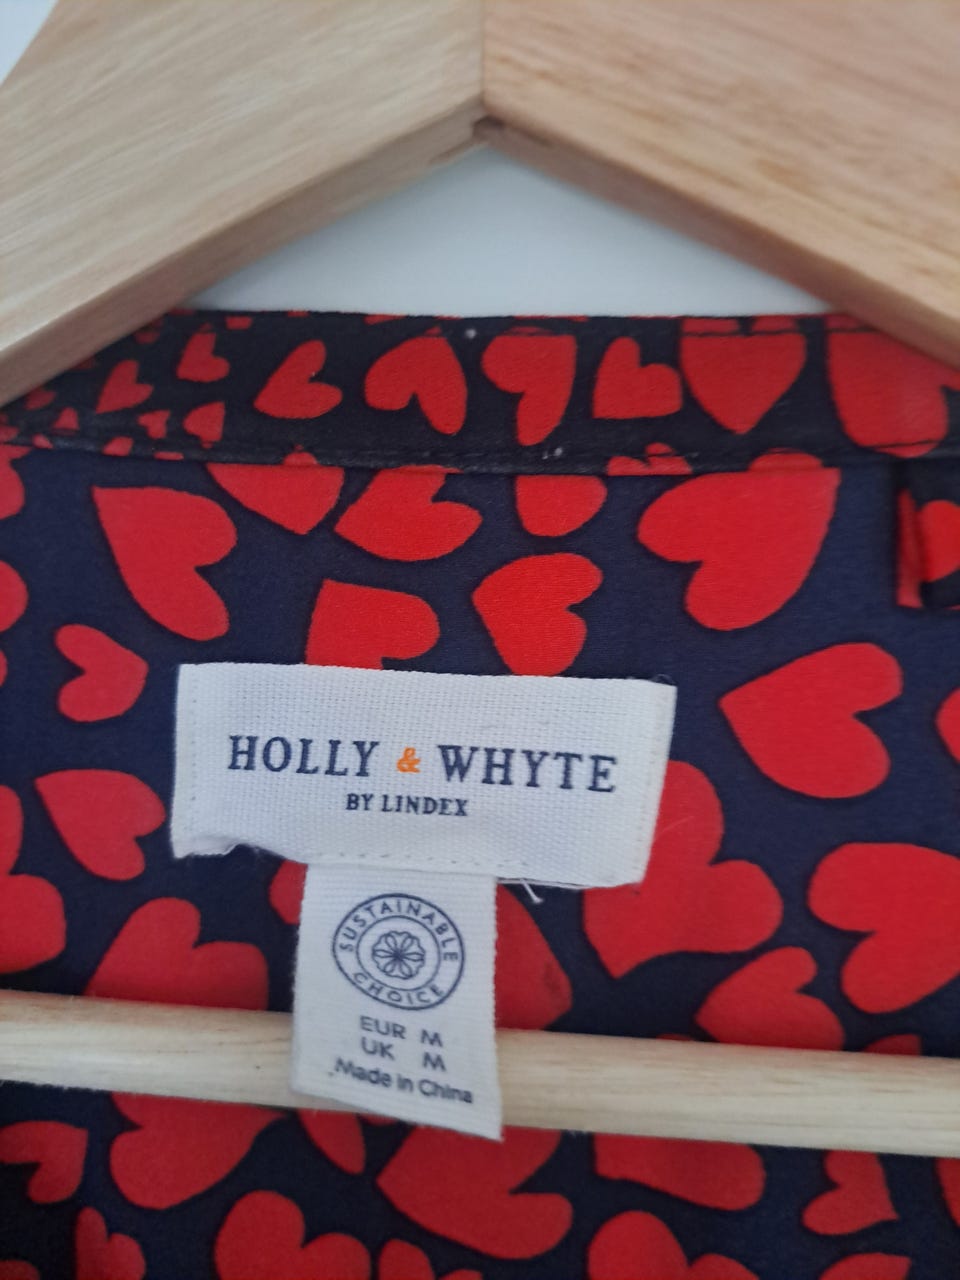 HOLLY & WHYTE
BY LINDEX
SUSTAINABLE
CHOICE
EUR M
UK M
Made in China